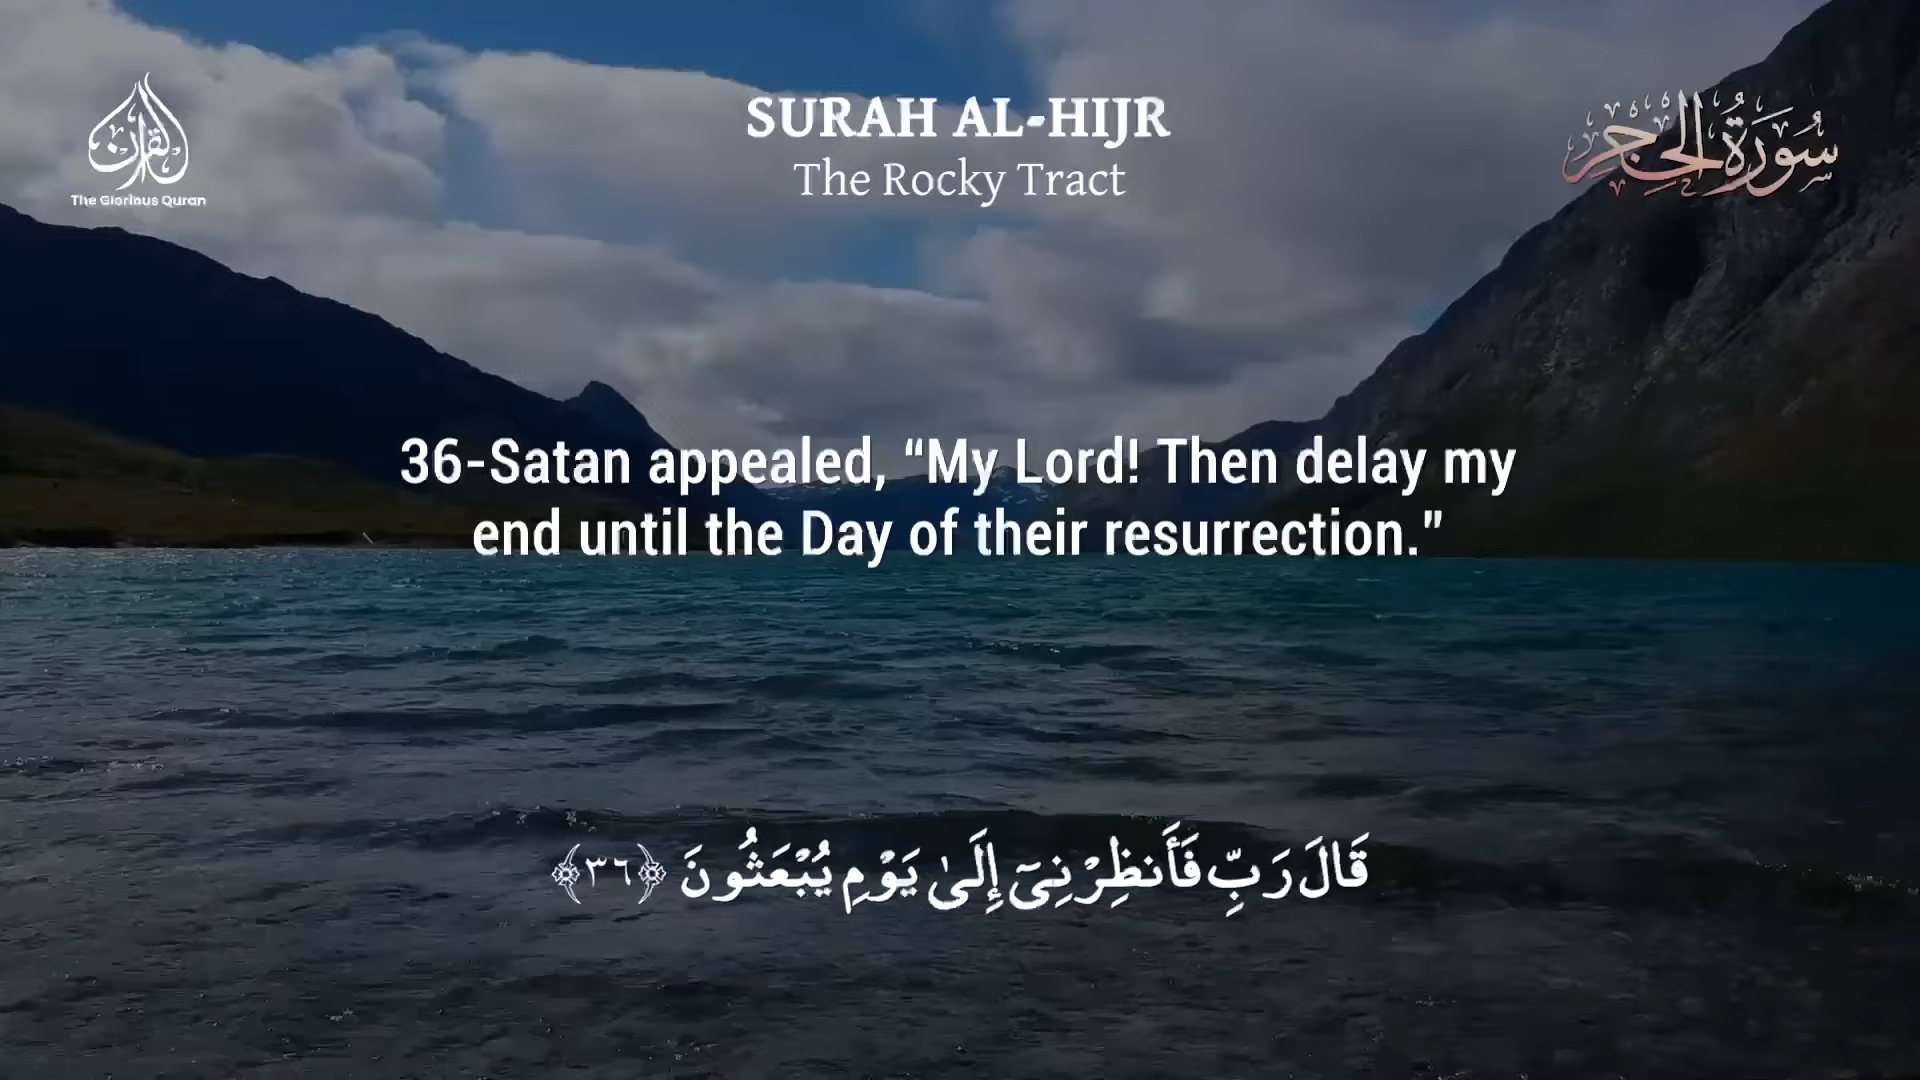 القرآن
The Glorious Quran
SURAH AL-HIJR
The Rocky Tract
سُورَةُ الحِجْرِ
36-Satan appealed, “My Lord! Then delay my
end until the Day of their resurrection.”
قَالَ رَبِّ فَأَنظِرْنِىٓ إِلَىٰ يَوْمِ يُبْعَثُونَ ﴿٣٦﴾